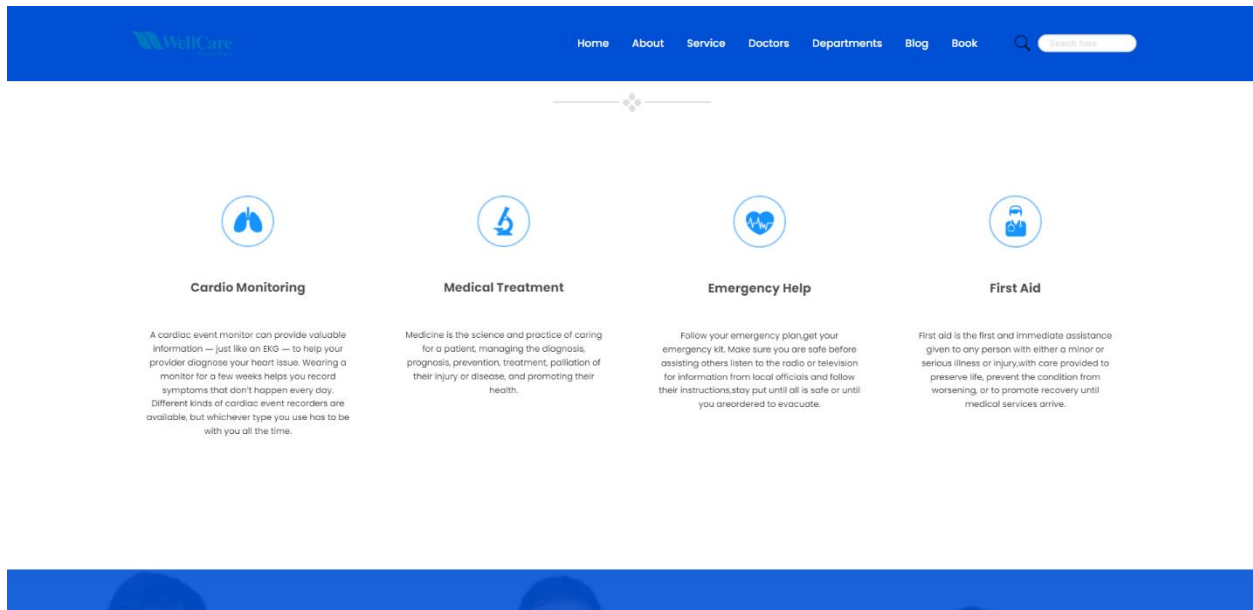 WellCare
Home About Service Doctors Departments Blog Book Search here
Cardio Monitoring
A cardiac event monitor can provide valuable
information — just like an EKG — to help your
provider diagnose your heart issue. Wearing a
monitor for a few weeks helps you record
symptoms that don't happen every day.
Different kinds of cardiac event recorders are
available, but whichever type you use has to be
with you all the time.
Medical Treatment
Medicine is the science and practice of caring
for a patient, managing the diagnosis,
prognosis, prevention, treatment, palliation of
their injury or disease, and promoting their
health.
Emergency Help
Follow your emergency plan,get your
emergency kit. Make sure you are safe before
assisting others listen to the radio or television
for information from local officials and follow
their instructions,stay put until all is safe or until
you areordered to evacuate.
First Aid
First aid is the first and immediate assistance
given to any person with either a minor or
serious illness or injury,with care provided to
preserve life, prevent the condition from
worsening, or to promote recovery until
medical services arrive.